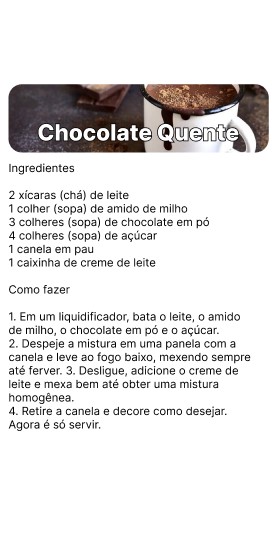 Chocolate Quente
Ingredientes
2 xícaras (chá) de leite
1 colher (sopa) de amido de milho
3 colheres (sopa) de chocolate em pó
4 colheres (sopa) de açúcar
1 canela em pau
1 caixinha de creme de leite
Como fazer
1. Em um liquidificador, bata o leite, o amido
de milho, o chocolate em pó e o açúcar.
2. Despeje a mistura em uma panela com a
canela e leve ao fogo baixo, mexendo sempre
até ferver. 3. Desligue, adicione o creme de
leite e mexa bem até obter uma mistura
homogênea.
4. Retire a canela e decore como desejar.
Agora é só servir.